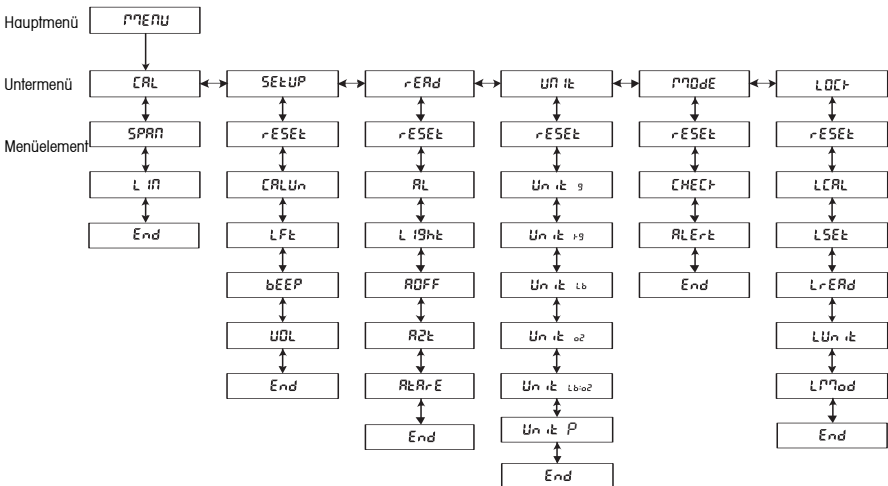 Hauptmenü MENU
Untermenü CAL SEtUP rEAd UNit MOdE LOCk
Menüelement SPAN rESEt rESEt rESEt rESEt rESEt
LIN CALUn AL Unit g CHECk LCAL
End LFt LIght Unit kg ALErt LSEt
bEEP AOFF Unit Lb End LrEAd
VOL AZt Unit oz LUnit
End AtArE Unit Lb:oz LMod
End Unit P End
End